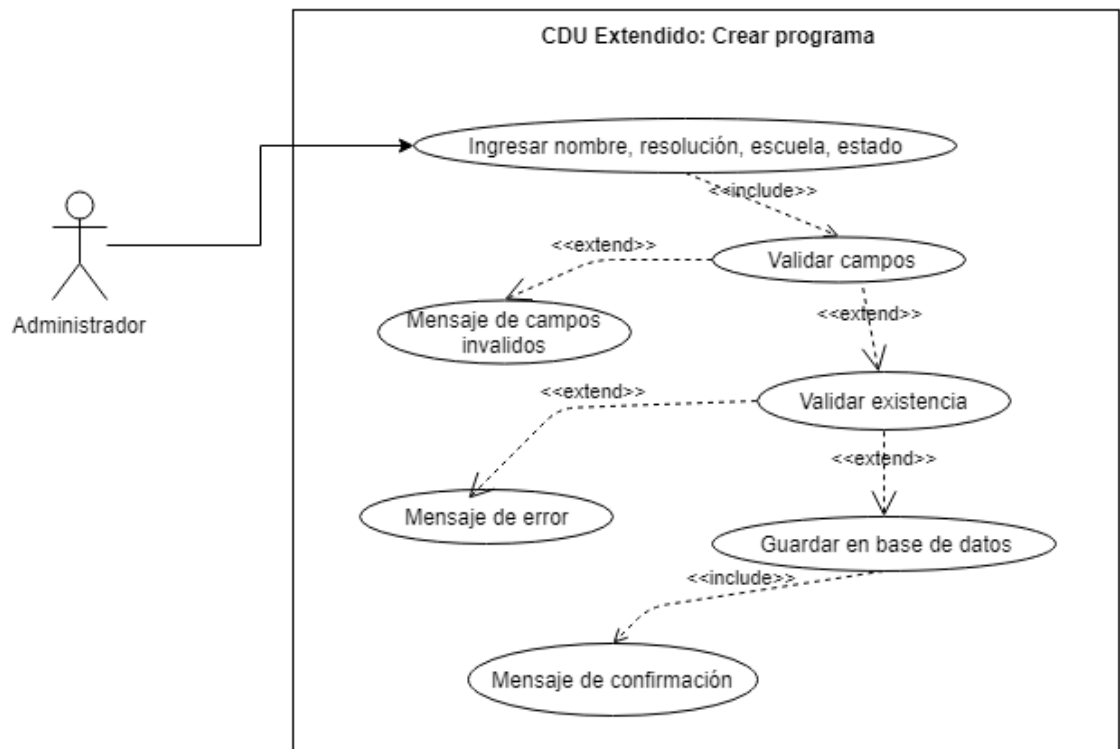 CDU Extendido: Crear programa
Ingresar nombre, resolución, escuela, estado
<<include>>
<<extend>>
Validar campos
Administrador
Mensaje de campos
invalidos
<<extend>>
<<extend>>
Validar existencia
<<extend>>
Mensaje de error
Guardar en base de datos
<<include>>
Mensaje de confirmación